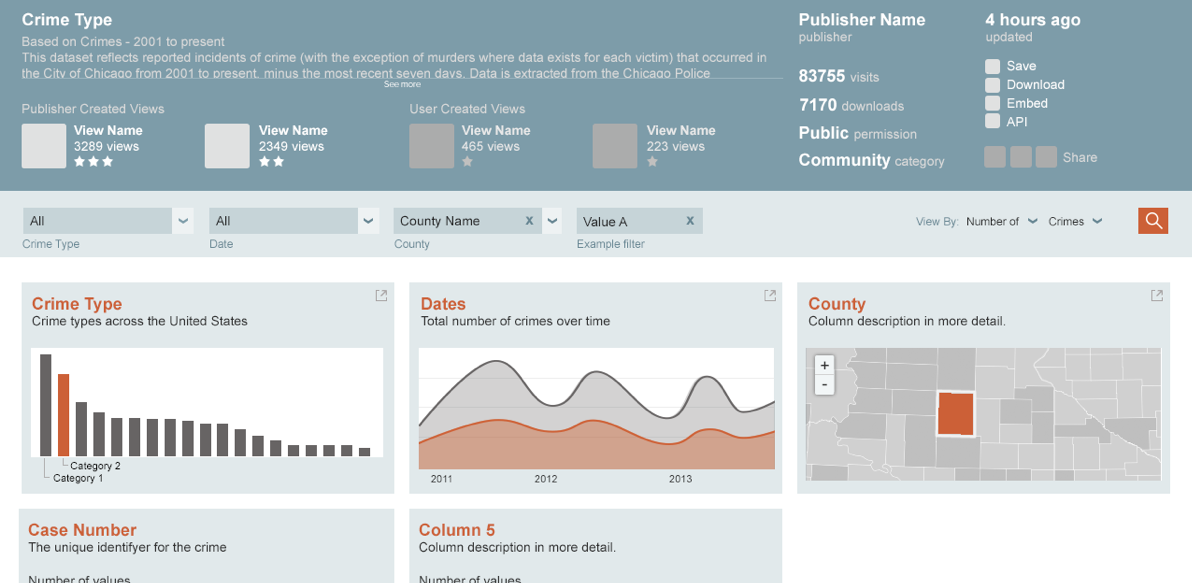 Crime Type
Based on Crimes - 2001 to present
This dataset reflects reported incidents of crime (with the exception of murders where data exists for each victim) that occurred in
the City of Chicago from 2001 to present, minus the most recent seven days. Data is extracted from the Chicago Police
See more
Publisher Created Views
View Name
3289 views
View Name
2349 views
User Created Views
View Name
465 views
View Name
223 views
Publisher Name
publisher
83755 visits
7170 downloads
Public permission
Community category
4 hours ago
updated
Save
Download
Embed
API
Share
All
Crime Type
All
Date
County Name X
County
Value A X
Example filter
View By: Number of Crimes
Crime Type
Crime types across the United States
Category 2
Category 1
Dates
Total number of crimes over time
2011 2012 2013
County
Column description in more detail.
+
-
Case Number
The unique identifyer for the crime
Number of values
Column 5
Column description in more detail.
Number of values